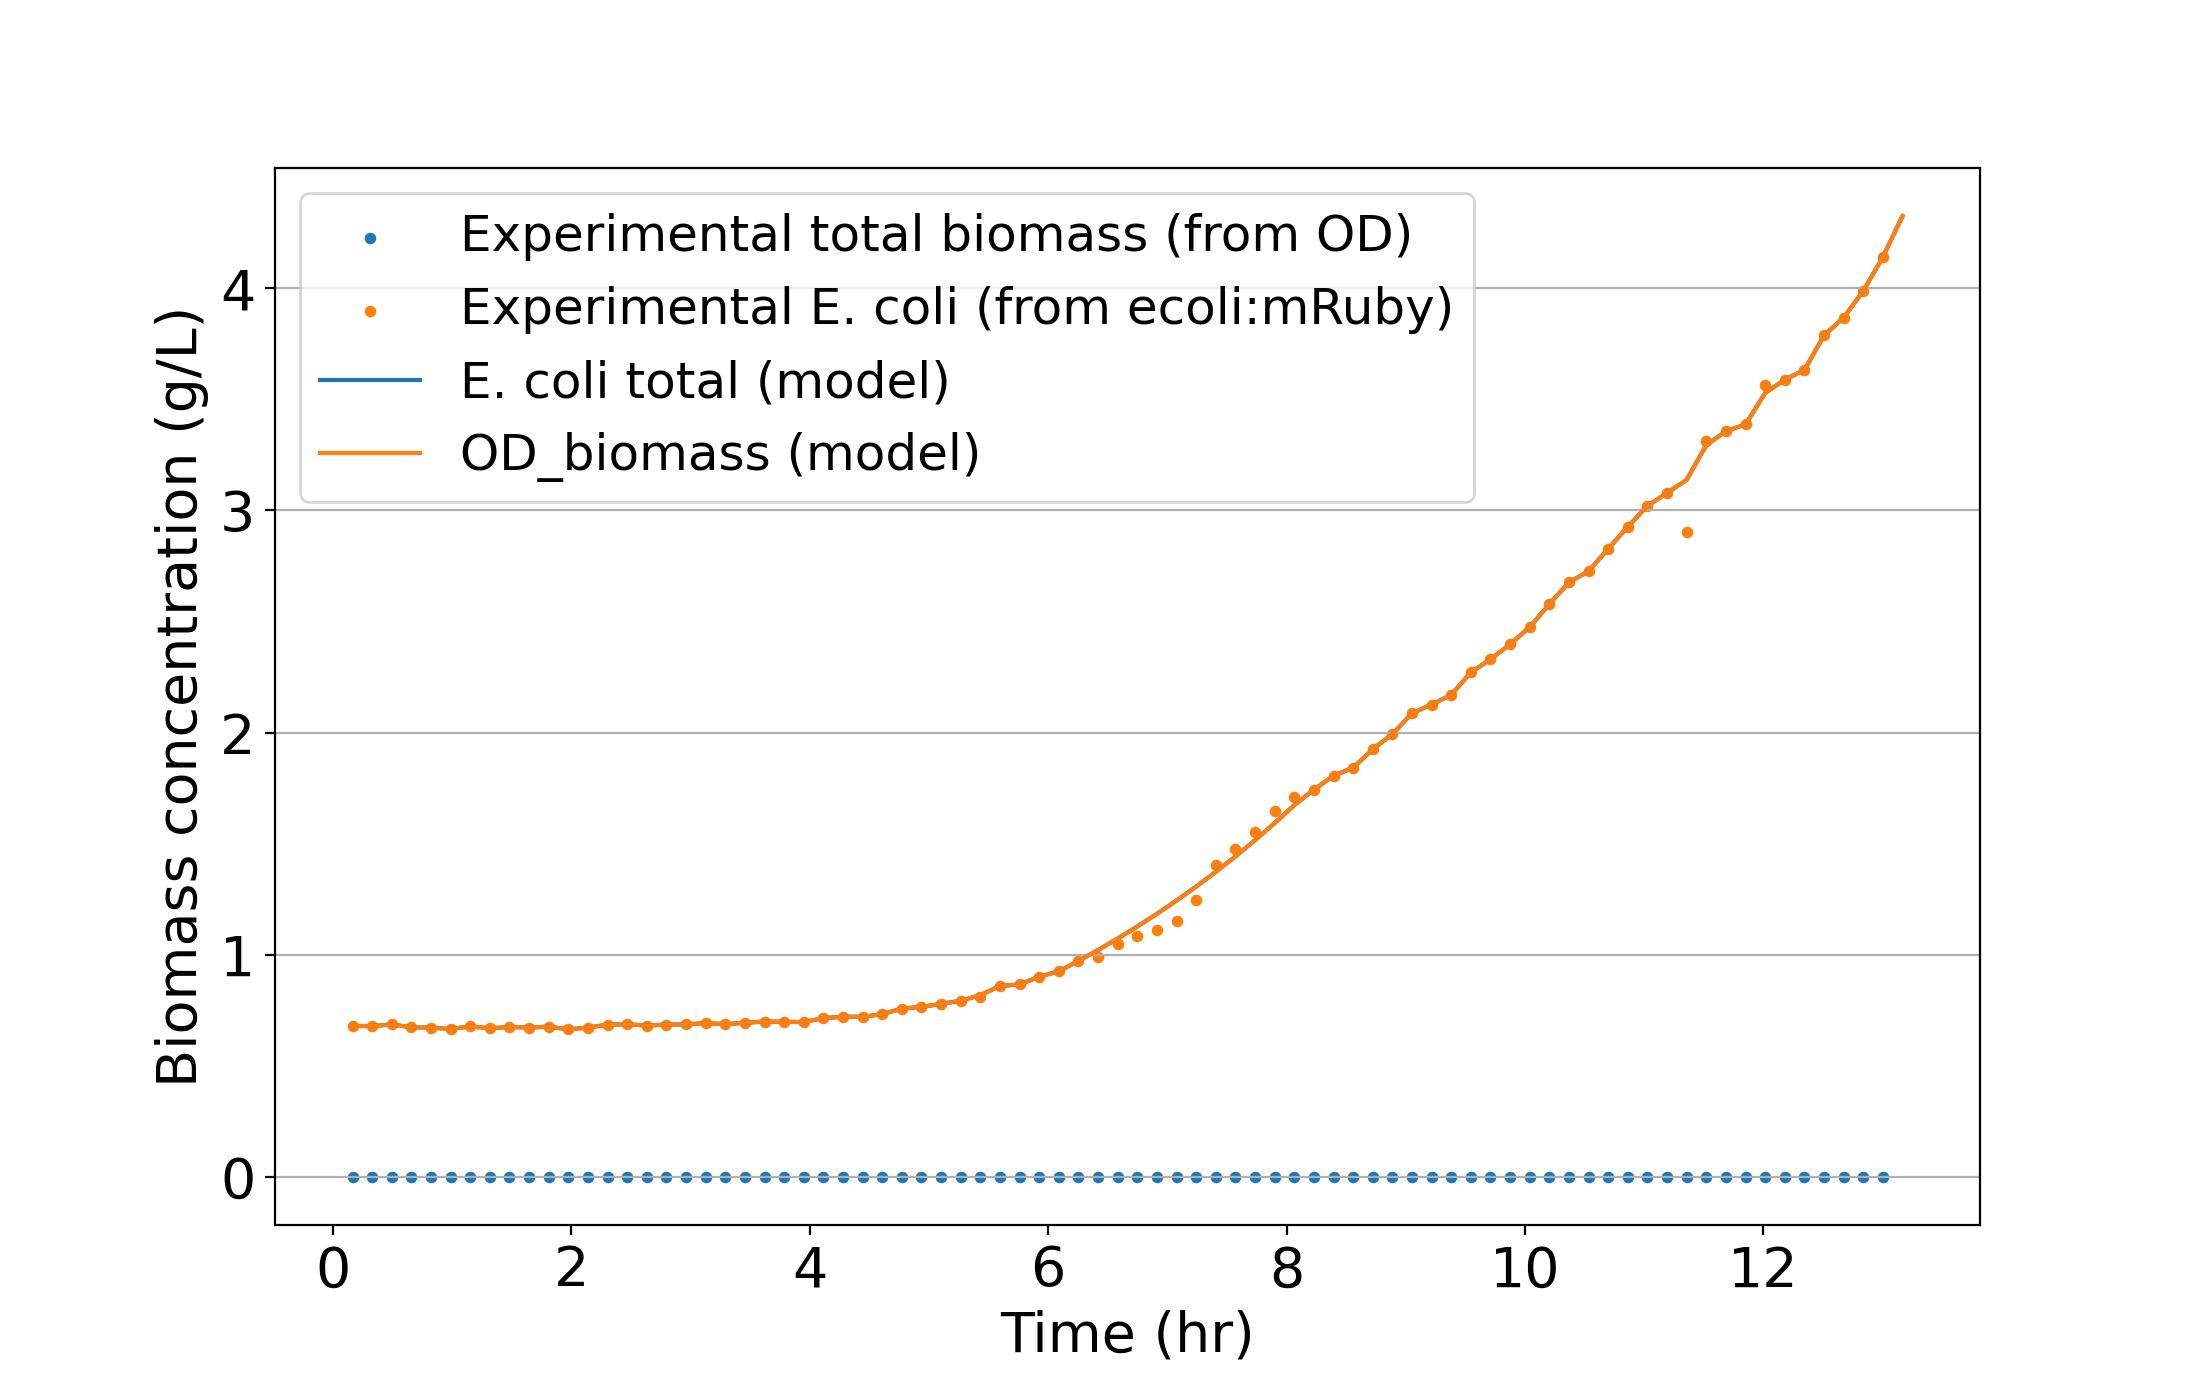 Experimental total biomass (from OD)
Experimental E. coli (from ecoli:mRuby)
E. coli total (model)
OD_biomass (model)
Biomass concentration (g/L)
4
3
2
1
0
0 2 4 6 8 10 12
Time (hr)